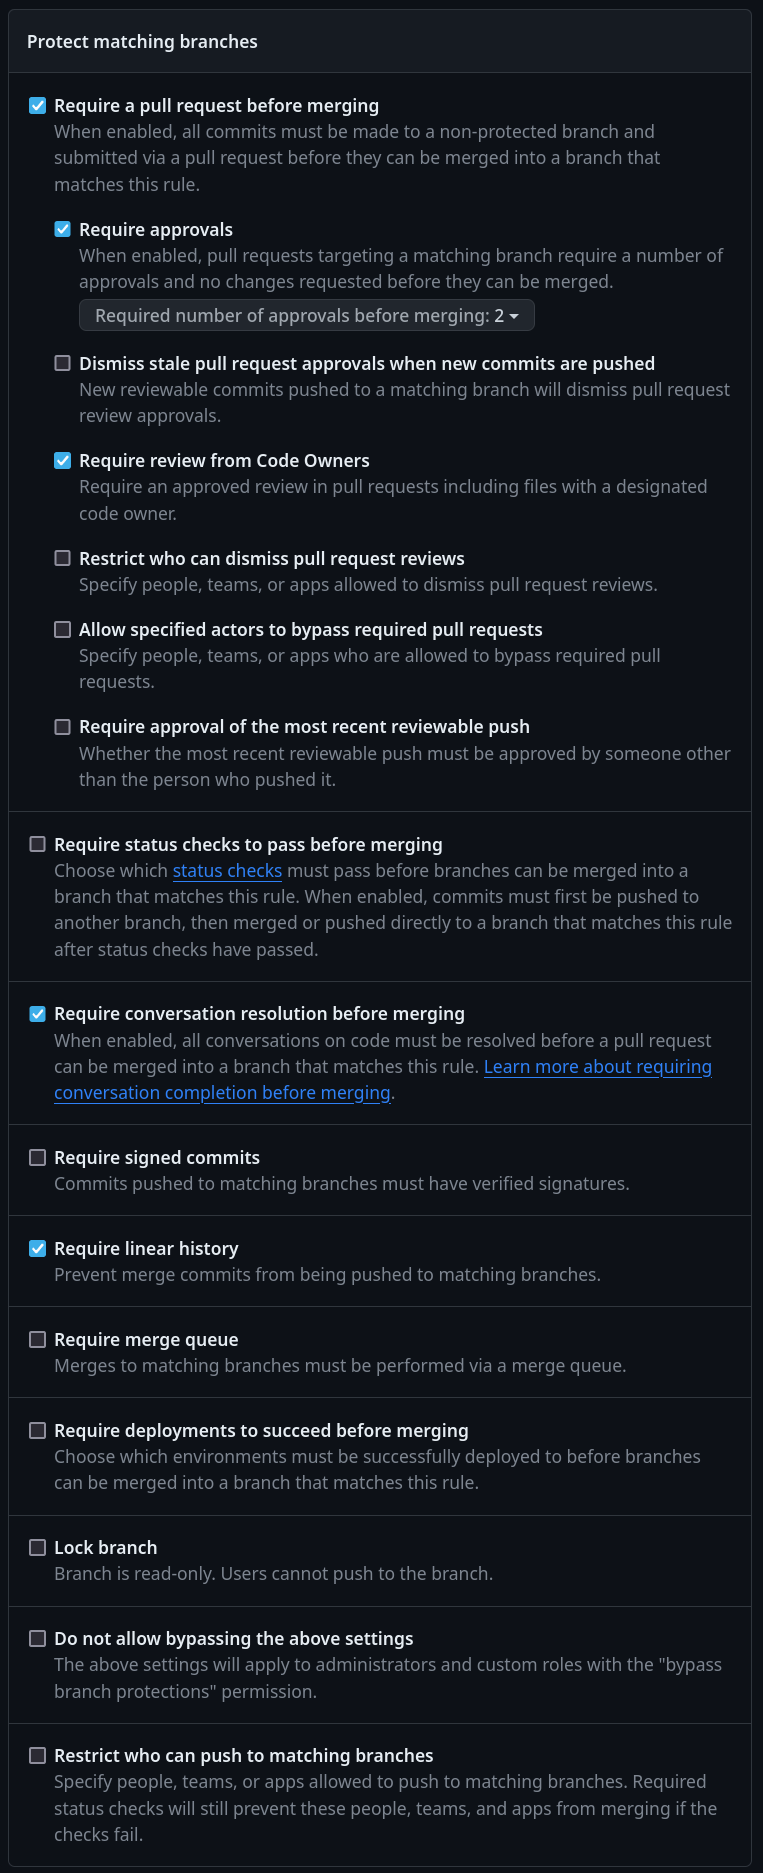 Protect matching branches
Require a pull request before merging
When enabled, all commits must be made to a non-protected branch and
submitted via a pull request before they can be merged into a branch that
matches this rule.
Require approvals
When enabled, pull requests targeting a matching branch require a number of
approvals and no changes requested before they can be merged.
Required number of approvals before merging: 2
Dismiss stale pull request approvals when new commits are pushed
New reviewable commits pushed to a matching branch will dismiss pull request
review approvals.
Require review from Code Owners
Require an approved review in pull requests including files with a designated
code owner.
Restrict who can dismiss pull request reviews
Specify people, teams, or apps allowed to dismiss pull request reviews.
Allow specified actors to bypass required pull requests
Specify people, teams, or apps who are allowed to bypass required pull
requests.
Require approval of the most recent reviewable push
Whether the most recent reviewable push must be approved by someone other
than the person who pushed it.
Require status checks to pass before merging
Choose which status checks must pass before branches can be merged into a
branch that matches this rule. When enabled, commits must first be pushed to
another branch, then merged or pushed directly to a branch that matches this rule
after status checks have passed.
Require conversation resolution before merging
When enabled, all conversations on code must be resolved before a pull request
can be merged into a branch that matches this rule. Learn more about requiring
conversation completion before merging.
Require signed commits
Commits pushed to matching branches must have verified signatures.
Require linear history
Prevent merge commits from being pushed to matching branches.
Require merge queue
Merges to matching branches must be performed via a merge queue.
Require deployments to succeed before merging
Choose which environments must be successfully deployed to before branches
can be merged into a branch that matches this rule.
Lock branch
Branch is read-only. Users cannot push to the branch.
Do not allow bypassing the above settings
The above settings will apply to administrators and custom roles with the "bypass
branch protections" permission.
Restrict who can push to matching branches
Specify people, teams, or apps allowed to push to matching branches. Required
status checks will still prevent these people, teams, and apps from merging if the
checks fail.